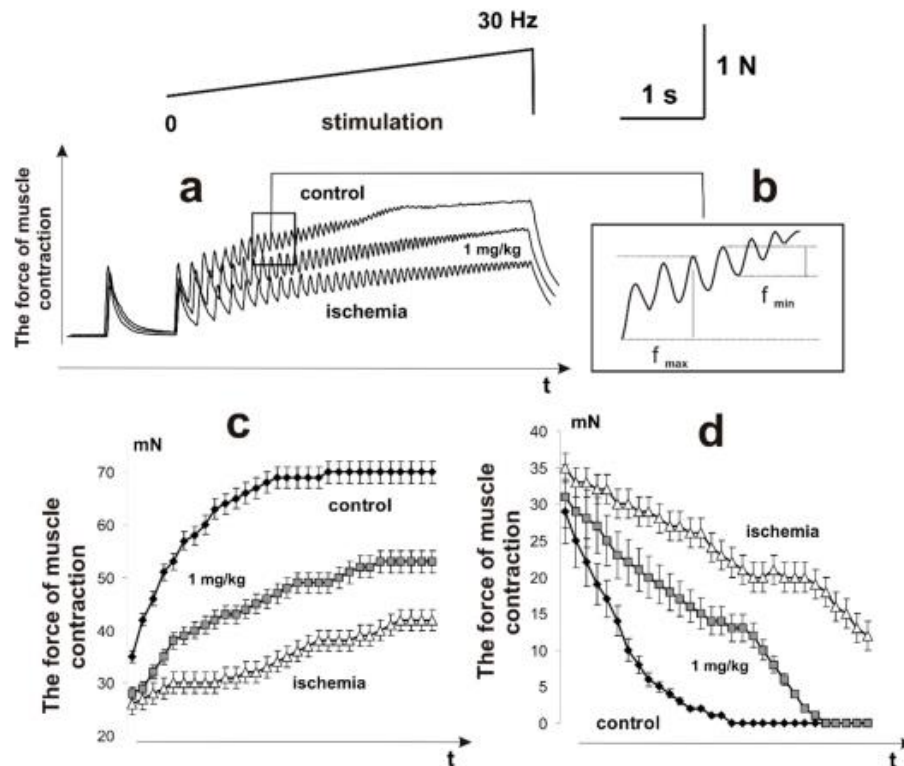 30 Hz
1 N
1 s
0
stimulation
a
b
The force of muscle
contraction
control
1 mg/kg
ischemia
t
f min
f max
c
mN
70
60
50
40
30
20
The force of muscle
contraction
control
1 mg/kg
ischemia
t
d
mN
40
35
30
25
20
15
10
5
0
The force of muscle
contraction
ischemia
1 mg/kg
control
t